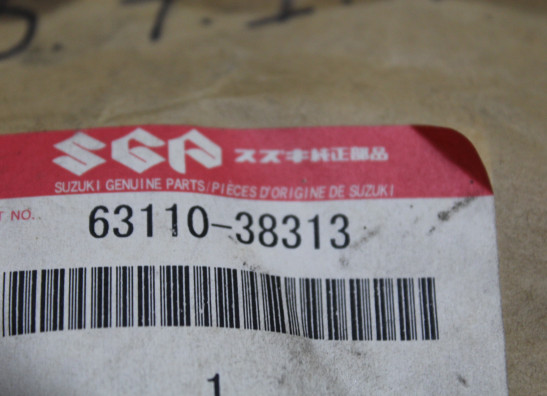 SGP スズキ純正部品
SUZUKI GENUINE PARTS/PIÈCES D'ORIGINE DE SUZUKI
T NO.. 63110-38313
1